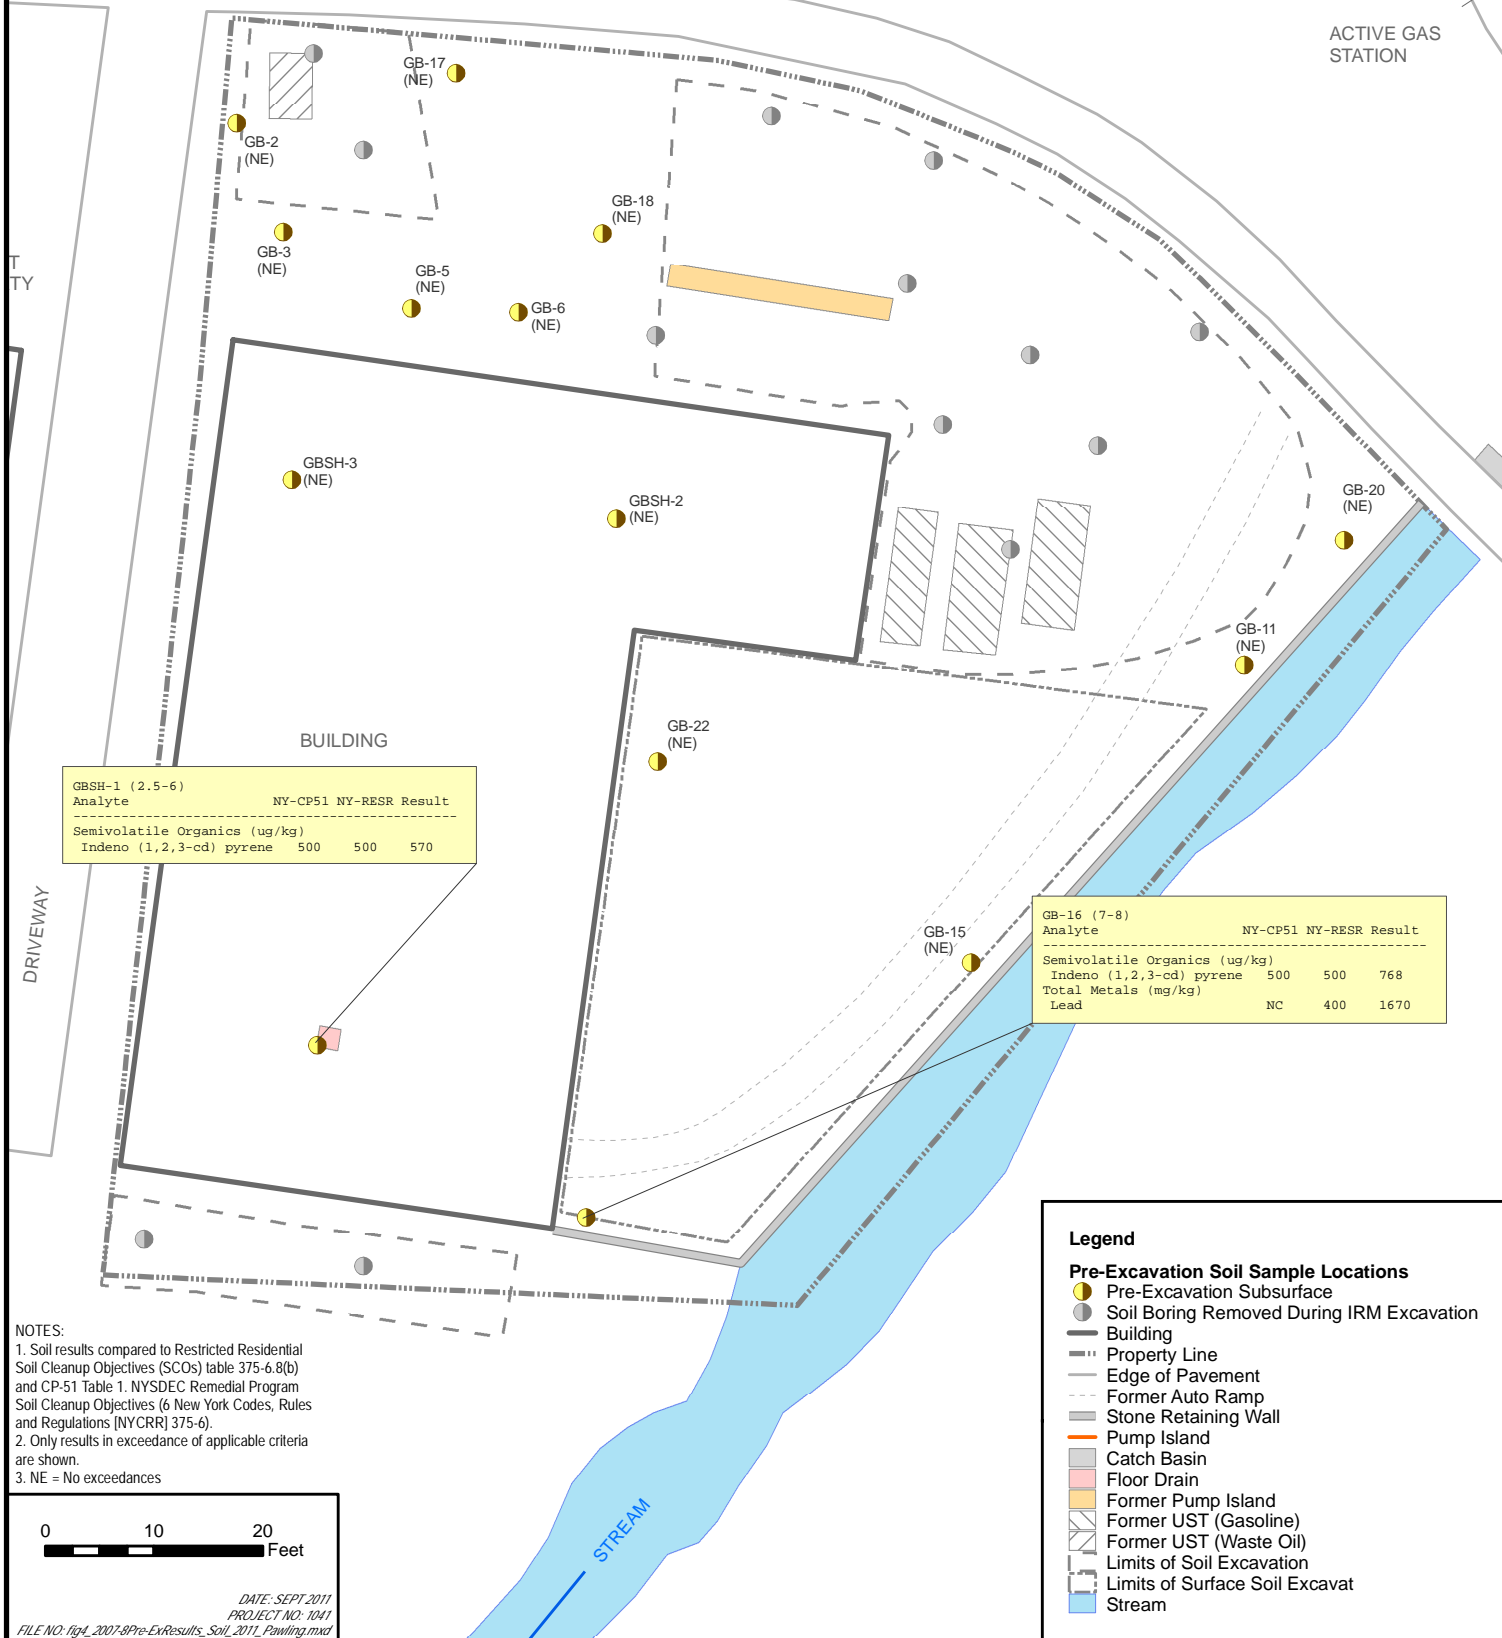 ACTIVE GAS
STATION
GB-17
(NE)
GB-2
(NE)
GB-18
(NE)
GB-3
(NE)
T
TY
GB-5
(NE)
GB-6
(NE)
GBSH-3
(NE)
GBSH-2
(NE)
GB-20
(NE)
GB-11
(NE)
GB-22
(NE)
BUILDING
GBSH-1 (2.5-6)
Analyte NY-CP51 NY-RESR Result
------------------------------------------------
Semivolatile Organics (ug/kg)
Indeno (1,2,3-cd) pyrene 500 500 570
DRIVEWAY
GB-15
(NE)
GB-16 (7-8)
Analyte NY-CP51 NY-RESR Result
------------------------------------------------
Semivolatile Organics (ug/kg)
Indeno (1,2,3-cd) pyrene 500 500 768
Total Metals (mg/kg)
Lead NC 400 1670
NOTES:
1. Soil results compared to Restricted Residential
Soil Cleanup Objectives (SCOs) table 375-6.8(b)
and CP-51 Table 1. NYSDEC Remedial Program
Soil Cleanup Objectives (6 New York Codes, Rules
and Regulations [NYCRR] 375-6).
2. Only results in exceedance of applicable criteria
are shown.
3. NE = No exceedances
0 10 20
Feet
DATE: SEPT 2011
PROJECT NO: 1041
FILE NO: fig4_2007-8Pre-ExResults_Soil_2011_Pawling.mxd
STREAM
Legend
Pre-Excavation Soil Sample Locations
Pre-Excavation Subsurface
Soil Boring Removed During IRM Excavation
Building
Property Line
Edge of Pavement
Former Auto Ramp
Stone Retaining Wall
Pump Island
Catch Basin
Floor Drain
Former Pump Island
Former UST (Gasoline)
Former UST (Waste Oil)
Limits of Soil Excavation
Limits of Surface Soil Excavat
Stream